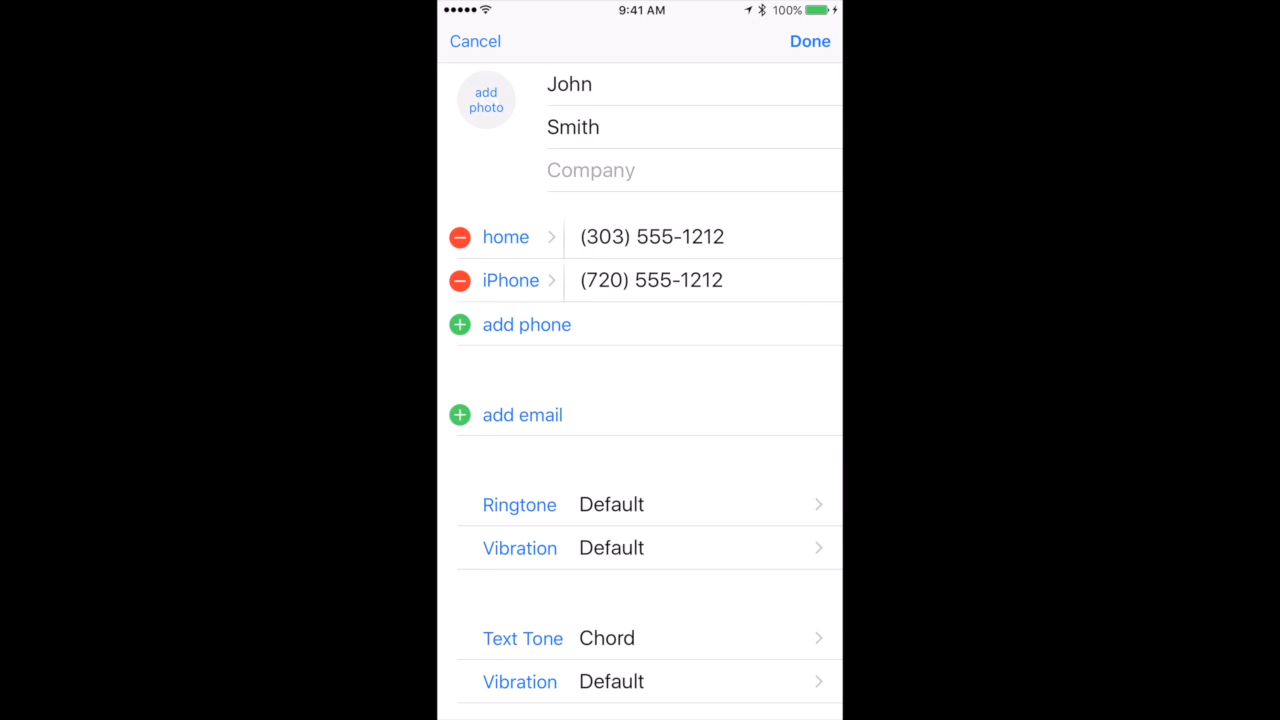 9:41 AM 100%
Cancel Done
add
photo
John
Smith
Company
home (303) 555-1212
iPhone (720) 555-1212
add phone
add email
Ringtone Default
Vibration Default
Text Tone Chord
Vibration Default